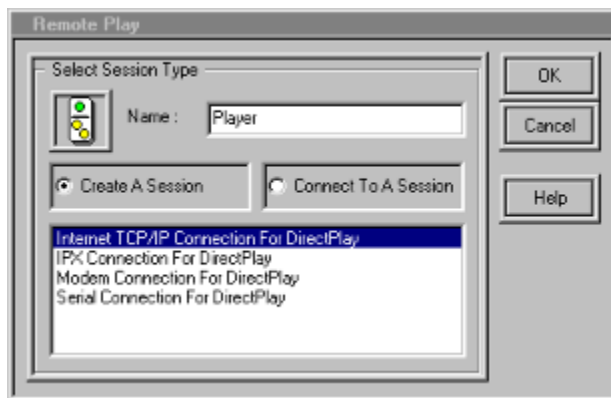 Remote Play
Select Session Type
Name : Player
Create A Session
Connect To A Session
Internet TCP/IP Connection For DirectPlay
IPX Connection For DirectPlay
Modem Connection For DirectPlay
Serial Connection For DirectPlay
OK
Cancel
Help